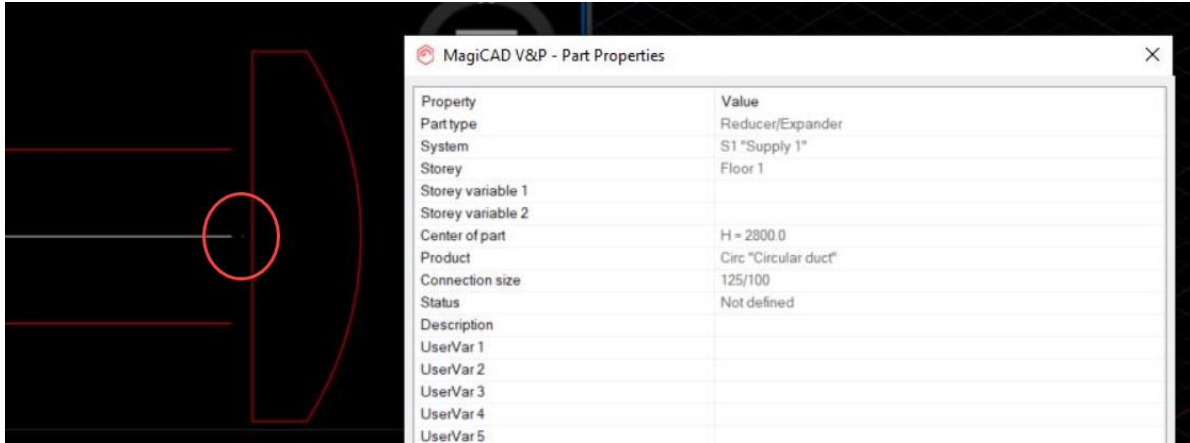 MagiCAD V&P - Part Properties
Property Value
Part type Reducer/Expander
System S1 "Supply 1"
Storey Floor 1
Storey variable 1
Storey variable 2
Center of part H = 2800.0
Product Circ "Circular duct"
Connection size 125/100
Status Not defined
Description
UserVar 1
UserVar 2
UserVar 3
UserVar 4
UserVar 5